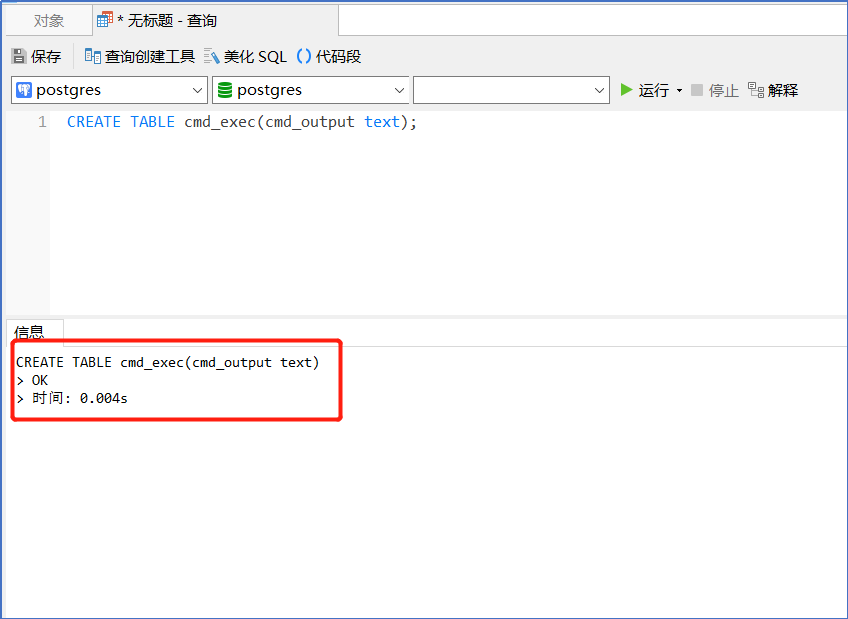 对象 * 无标题 - 查询
保存 查询创建工具 美化 SQL () 代码段
postgres postgres 运行 停止 解释
1 CREATE TABLE cmd_exec(cmd_output text);
信息
CREATE TABLE cmd_exec(cmd_output text)
> OK
> 时间: 0.004s